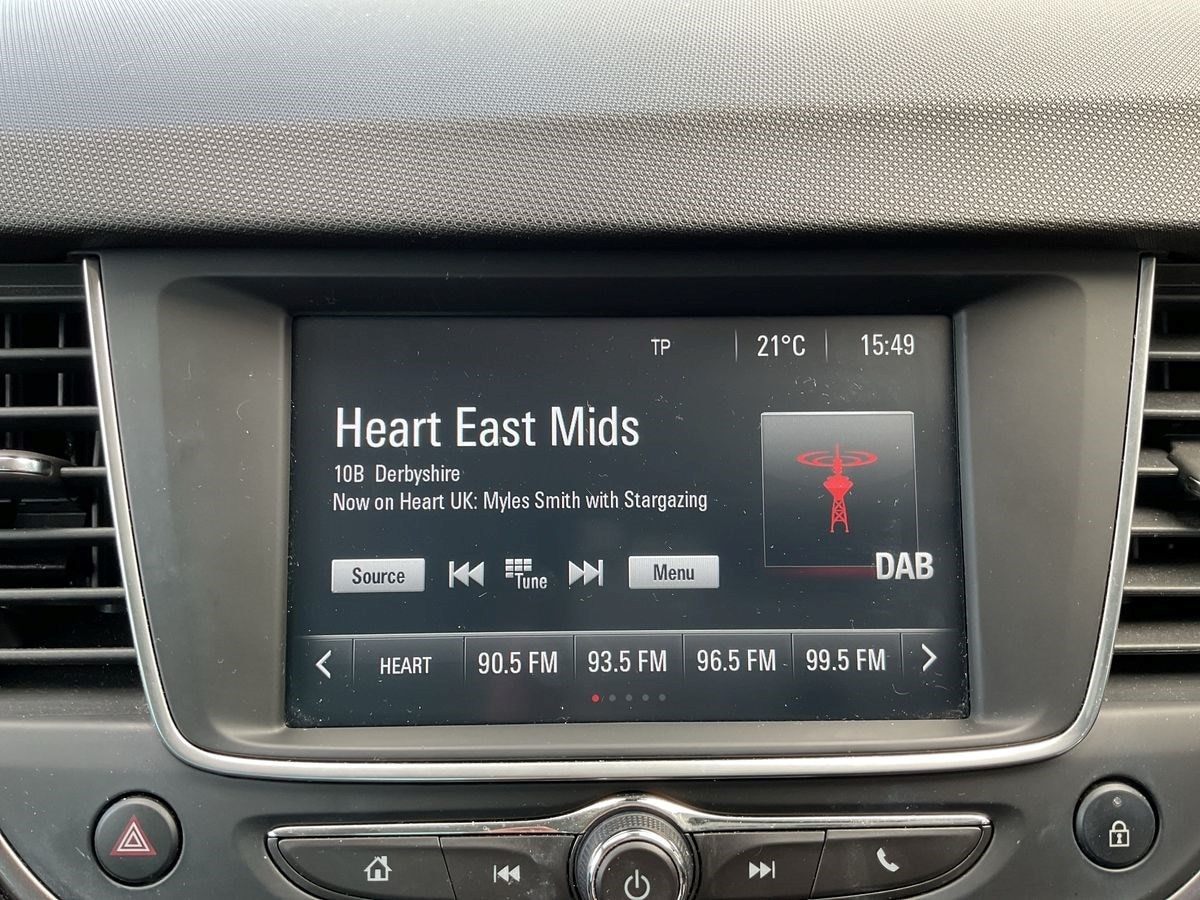 TP 21°C 15:49
Heart East Mids
10B Derbyshire
Now on Heart UK: Myles Smith with Stargazing
DAB
Source Tune Menu
HEART 90.5 FM 93.5 FM 96.5 FM 99.5 FM